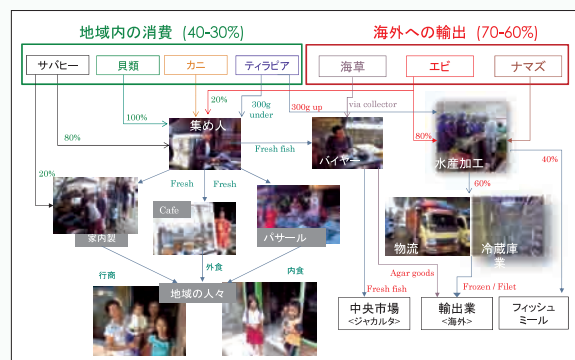 地域内の消費 (40-30%)
海外への輸出 (70-60%)
サバヒー
貝類
カニ
ティラピア
海草
エビ
ナマズ
20%
100%
300g
under
300g up
via collector
集め人
80%
80%
バイヤー
水産加工
Fresh fish
40%
20%
Fresh
Fresh
60%
Cafe
家内製
パサール
物流
冷蔵庫
業
行商
外食
内食
地域の人々
Agar goods
Fresh fish
Frozen / Filet
中央市場
<ジャカルタ>
輸出業
<海外>
フィッシュ
ミール